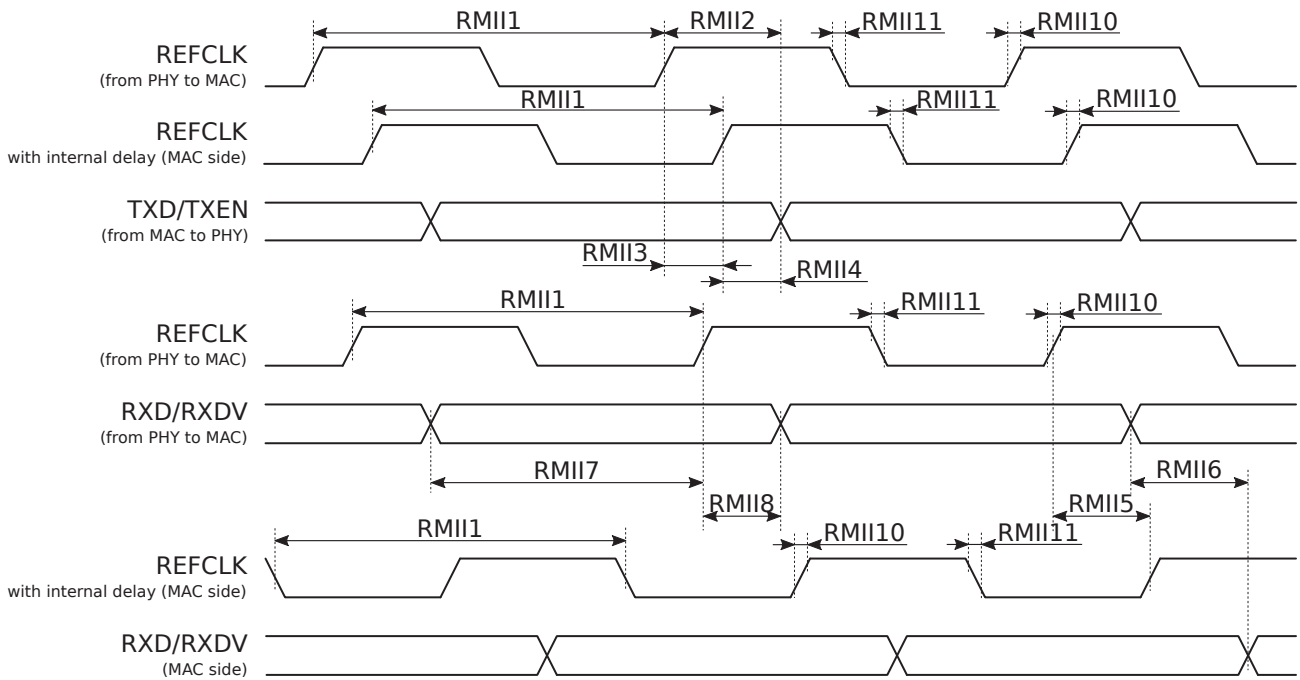 RMII1 RMII2 RMII11 RMII10
REFCLK
(from PHY to MAC)
RMII1 RMII11 RMII10
REFCLK
with internal delay (MAC side)
TXD/TXEN
(from MAC to PHY)
RMII3
RMII4
RMII1 RMII11 RMII10
REFCLK
(from PHY to MAC)
RXD/RXDV
(from PHY to MAC)
RMII7 RMII6
RMII8 RMII5
RMII1 RMII10 RMII11
REFCLK
with internal delay (MAC side)
RXD/RXDV
(MAC side)